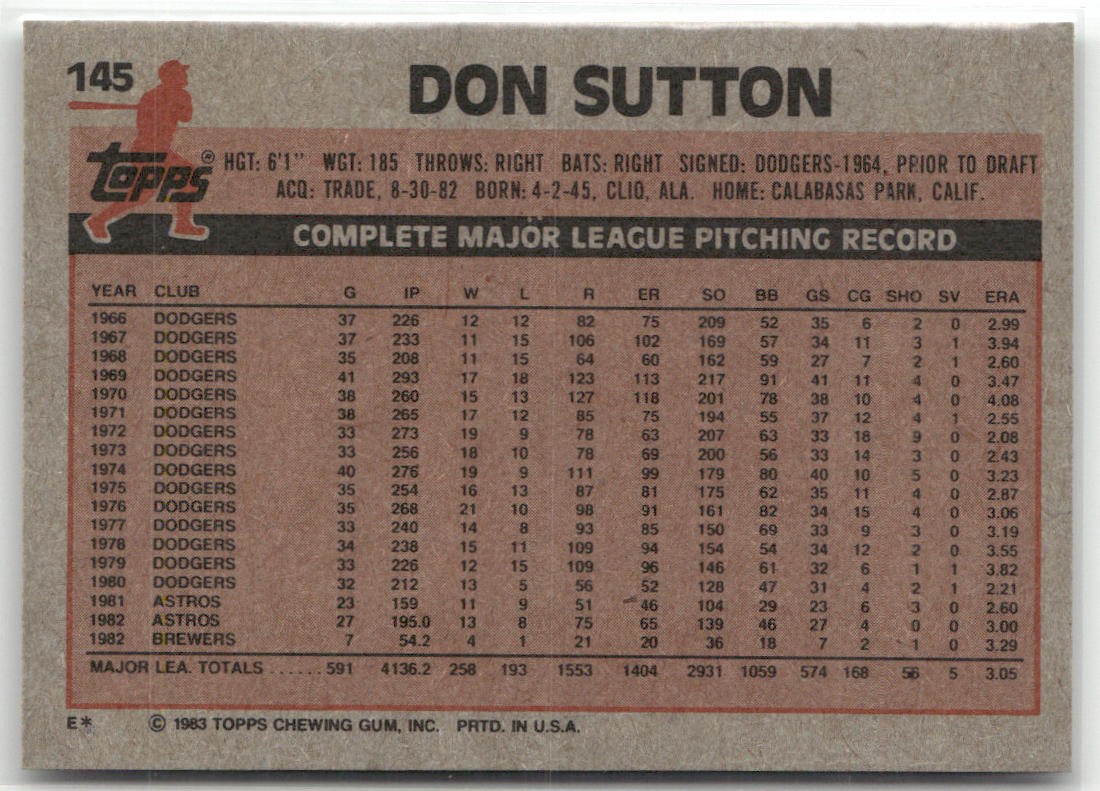 145
DON SUTTON
topps® HGT: 6'1" WGT: 185 THROWS: RIGHT BATS: RIGHT SIGNED: DODGERS-1964, PRIOR TO DRAFT
ACQ: TRADE, 8-30-82 BORN: 4-2-45, CLIO, ALA. HOME: CALABASAS PARK, CALIF.
COMPLETE MAJOR LEAGUE PITCHING RECORD
YEAR CLUB G IP W L R ER SO BB GS CG SHO SV ERA
1966 DODGERS 37 226 12 12 82 75 209 52 35 6 2 0 2.99
1967 DODGERS 37 233 11 15 106 102 169 57 34 11 3 1 3.94
1968 DODGERS 35 208 11 15 64 60 162 59 27 7 2 1 2.60
1969 DODGERS 41 293 17 18 123 113 217 91 41 11 4 0 3.47
1970 DODGERS 38 260 15 13 127 118 201 78 38 10 4 0 4.08
1971 DODGERS 38 265 17 12 85 75 194 55 37 12 4 1 2.55
1972 DODGERS 33 273 19 9 78 63 207 63 33 18 9 0 2.08
1973 DODGERS 33 256 18 10 78 69 200 56 33 14 3 0 2.43
1974 DODGERS 40 276 19 9 111 99 179 80 40 10 5 0 3.23
1975 DODGERS 35 254 16 13 87 81 175 62 35 11 4 0 2.87
1976 DODGERS 35 268 21 10 98 91 161 82 34 15 4 0 3.06
1977 DODGERS 33 240 14 8 93 85 150 69 33 9 3 0 3.19
1978 DODGERS 34 238 15 11 109 94 154 54 34 12 2 0 3.55
1979 DODGERS 33 226 12 15 109 96 146 61 32 6 1 1 3.82
1980 DODGERS 32 212 13 5 56 52 128 47 31 4 2 1 2.21
1981 ASTROS 23 159 11 9 51 46 104 29 23 6 3 0 2.60
1982 ASTROS 27 195.0 13 8 75 65 139 46 27 4 0 0 3.00
1982 BREWERS 7 54.2 4 1 21 20 36 18 7 2 1 0 3.29
MAJOR LEA. TOTALS ...... 591 4136.2 258 193 1553 1404 2931 1059 574 168 56 5 3.05
E* © 1983 TOPPS CHEWING GUM, INC. PRTD. IN U.S.A.